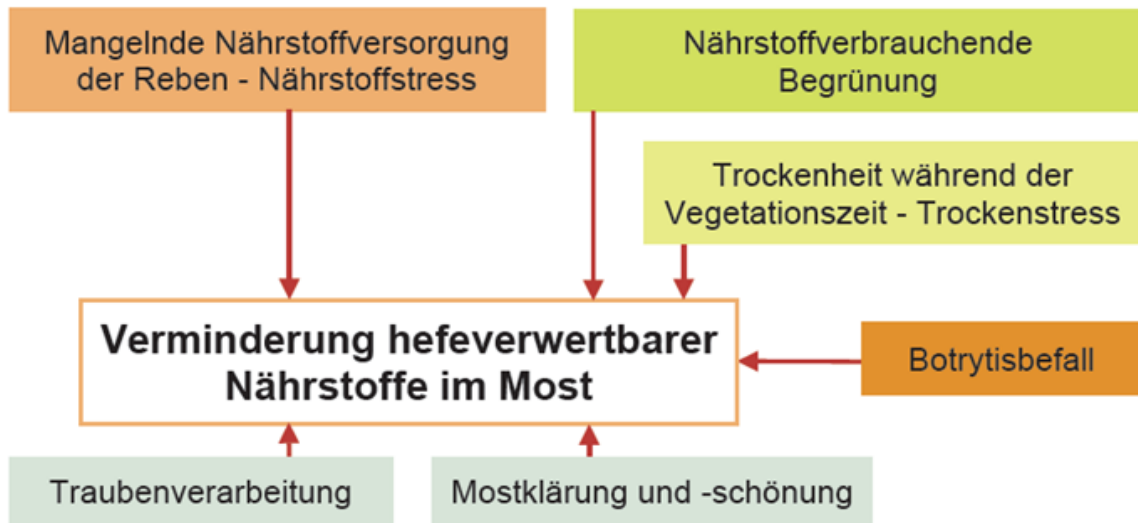 Mangelnde Nährstoffversorgung
der Reben - Nährstoffstress
Nährstoffverbrauchende
Begrünung
Trockenheit während der
Vegetationszeit - Trockenstress
Verminderung hefeverwertbarer
Nährstoffe im Most
Botrytisbefall
Traubenverarbeitung
Mostklärung und -schönung